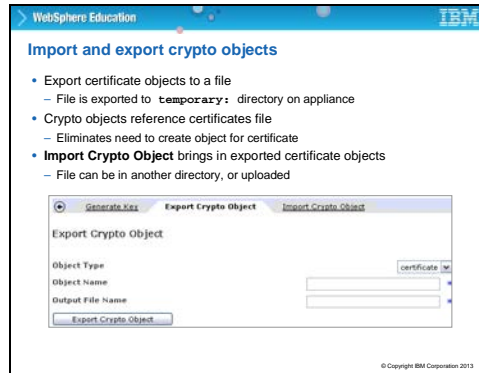 WebSphere Education
IBM
Import and export crypto objects
• Export certificate objects to a file
– File is exported to temporary: directory on appliance
• Crypto objects reference certificates file
– Eliminates need to create object for certificate
• Import Crypto Object brings in exported certificate objects
– File can be in another directory, or uploaded
Generate Key Export Crypto Object Import Crypto Object
Export Crypto Object
Object Type certificate
Object Name *
Output File Name *
Export Crypto Object
© Copyright IBM Corporation 2013